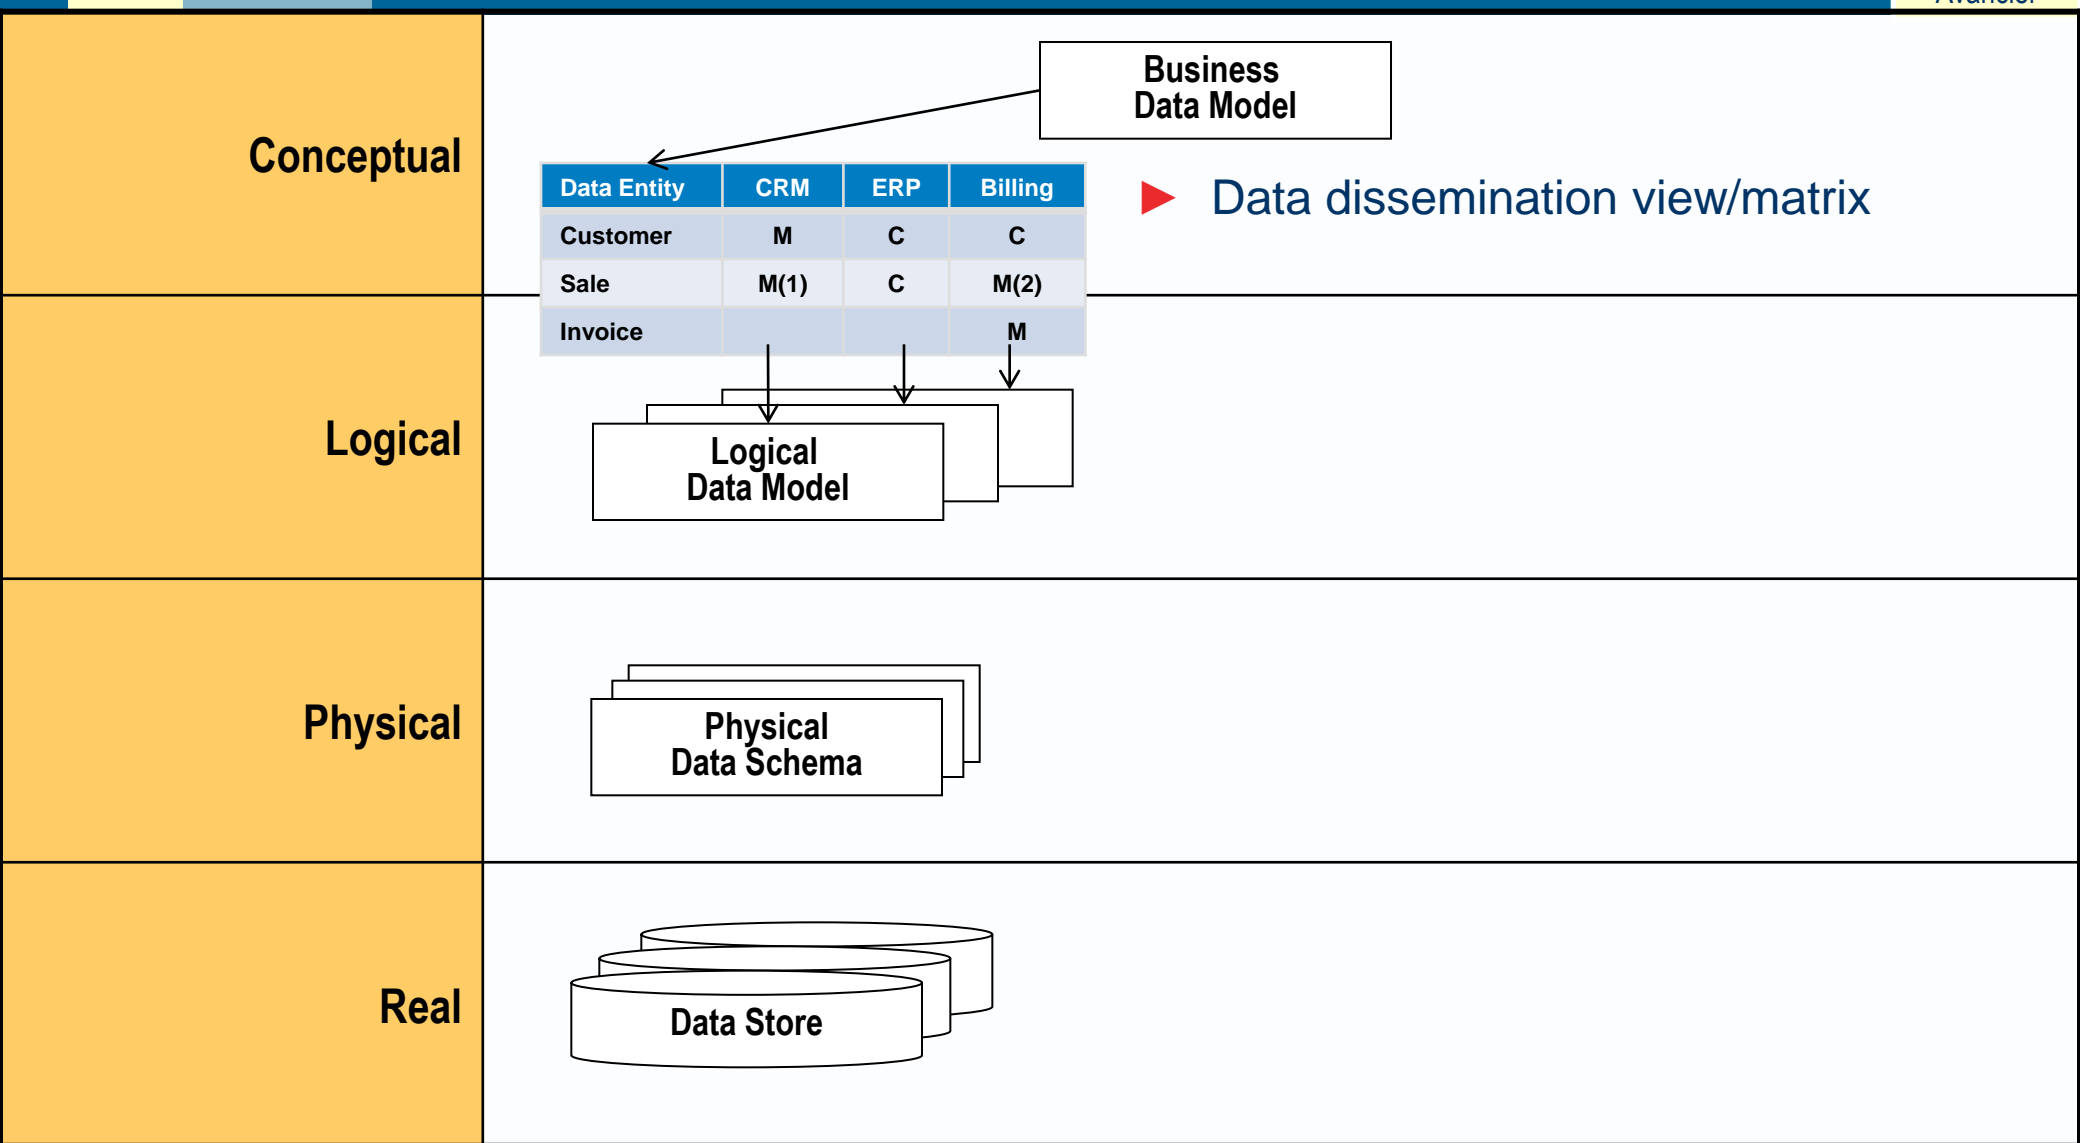 Business
Data Model
Conceptual
Data Entity CRM ERP Billing
Data dissemination view/matrix
Customer M C C
Sale M(1) C M(2)
Invoice M
Logical
Logical
Data Model
Physical
Physical
Data Schema
Real
Data Store